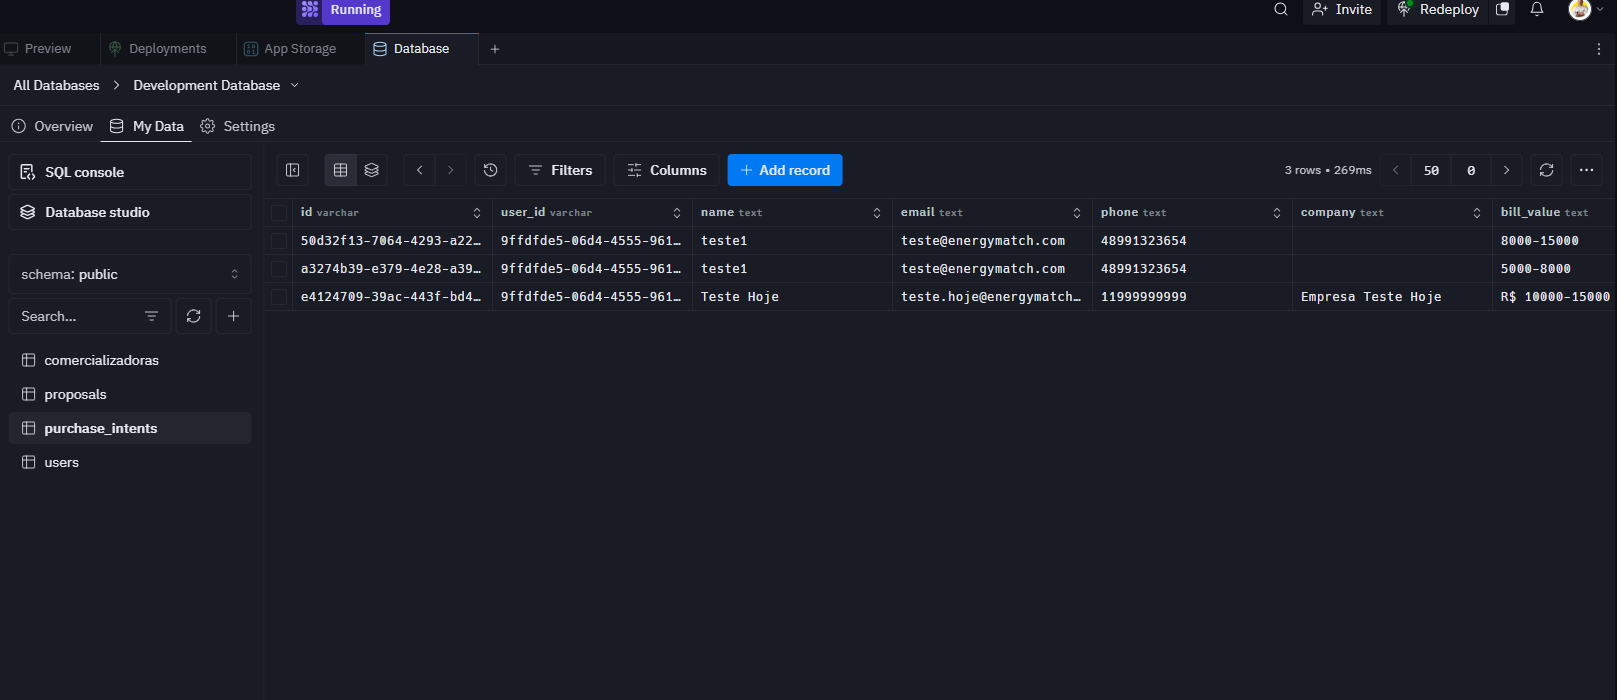 Running
Invite
Redeploy
Preview
Deployments
App Storage
Database
All Databases > Development Database
Overview
My Data
Settings
SQL console
Database studio
schema: public
Search...
comercializadoras
proposals
purchase_intents
users
Filters
Columns
+ Add record
3 rows • 269ms
50
0
id varchar user_id varchar name text email text phone text company text bill_value text
50d32f13-7064-4293-a22… 9ffdfde5-06d4-4555-961… teste1 teste@energymatch.com 48991323654 8000-15000
a3274b39-e379-4e28-a39… 9ffdfde5-06d4-4555-961… teste1 teste@energymatch.com 48991323654 5000-8000
e4124709-39ac-443f-bd4… 9ffdfde5-06d4-4555-961… Teste Hoje teste.hoje@energymatch… 11999999999 Empresa Teste Hoje R$ 10000-15000